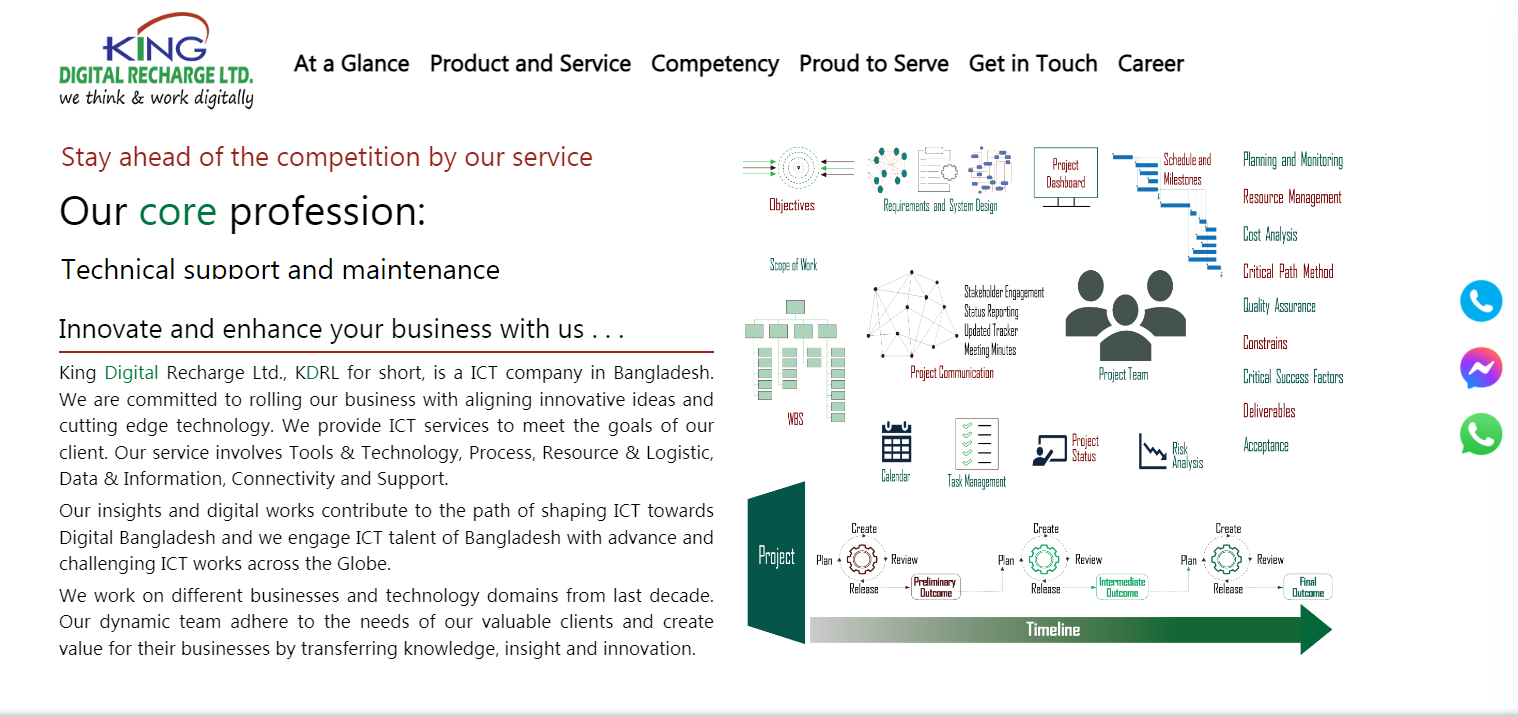 KING
DIGITAL RECHARGE LTD.
we think & work digitally
At a Glance Product and Service Competency Proud to Serve Get in Touch Career
Stay ahead of the competition by our service
Our core profession:
Technical support and maintenance
Innovate and enhance your business with us . . .
King Digital Recharge Ltd., KDRL for short, is a ICT company in Bangladesh.
We are committed to rolling our business with aligning innovative ideas and
cutting edge technology. We provide ICT services to meet the goals of our
client. Our service involves Tools & Technology, Process, Resource & Logistic,
Data & Information, Connectivity and Support.
Our insights and digital works contribute to the path of shaping ICT towards
Digital Bangladesh and we engage ICT talent of Bangladesh with advance and
challenging ICT works across the Globe.
We work on different businesses and technology domains from last decade.
Our dynamic team adhere to the needs of our valuable clients and create
value for their businesses by transferring knowledge, insight and innovation.
Objectives
Requirements and System Design
Project
Dashboard
Schedule and
Milestones
Scope of Work
WBS
Stakeholder Engagement
Status Reporting
Updated Tracker
Meeting Minutes
Project Communication
Project Team
Calendar
Task Management
Project
Status
Risk
Analysis
Planning and Monitoring
Resource Management
Cost Analysis
Critical Path Method
Quality Assurance
Constrains
Critical Success Factors
Deliverables
Acceptance
Project
Create
Plan
Review
Release
Preliminary
Outcome
Create
Plan
Review
Release
Intermediate
Outcome
Create
Plan
Review
Release
Final
Outcome
Timeline